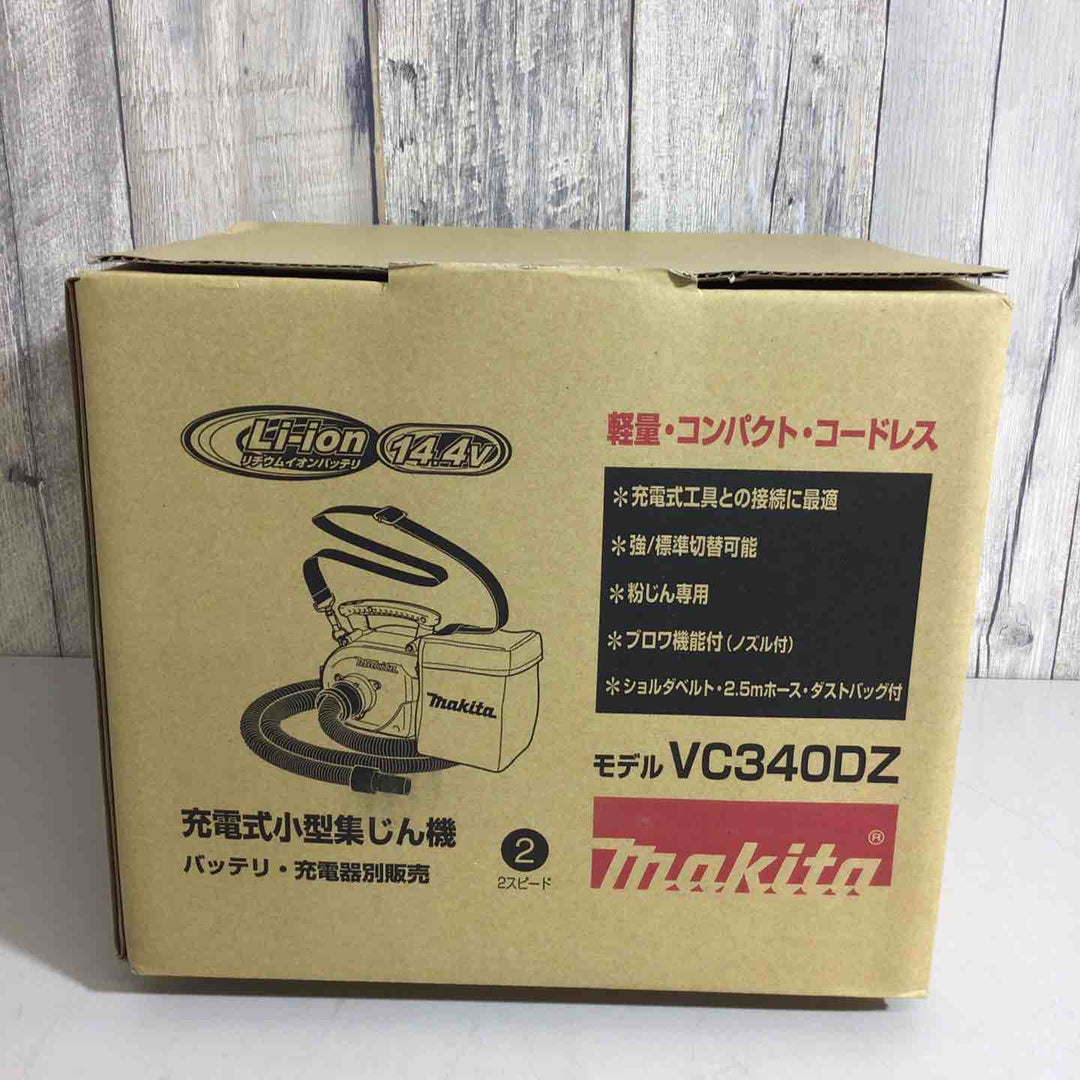 Li-ion 14.4V
リチウムイオンバッテリ
makita
makita
充電式小型集じん機
バッテリ・充電器別販売
2
2スピード
軽量・コンパクト・コードレス
＊充電式工具との接続に最適
＊強/標準切替可能
＊粉じん専用
＊ブロワ機能付(ノズル付)
＊ショルダベルト・2.5mホース・ダストバッグ付
モデル VC340DZ
makita®